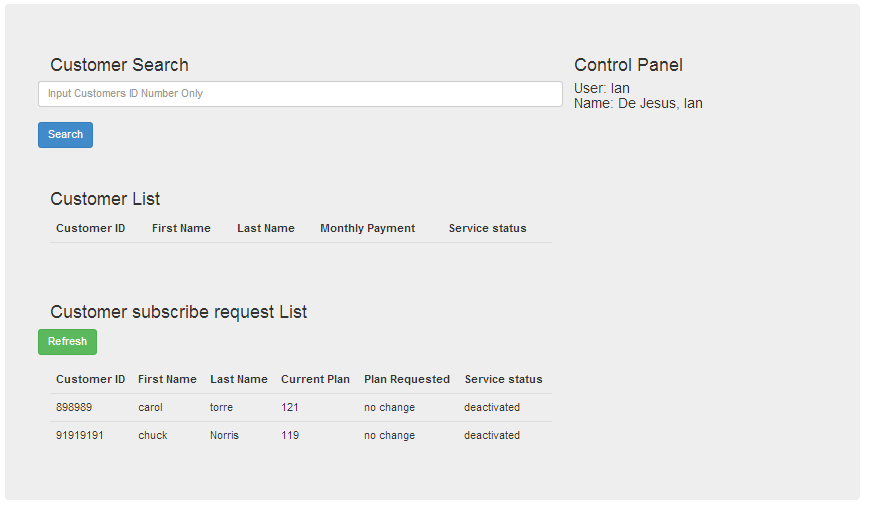 Customer Search
Input Customers ID Number Only
Search
Control Panel
User: Ian
Name: De Jesus, Ian
Customer List
Customer ID First Name Last Name Monthly Payment Service status
Customer subscribe request List
Refresh
Customer ID First Name Last Name Current Plan Plan Requested Service status
898989 carol torre 121 no change deactivated
91919191 chuck Norris 119 no change deactivated